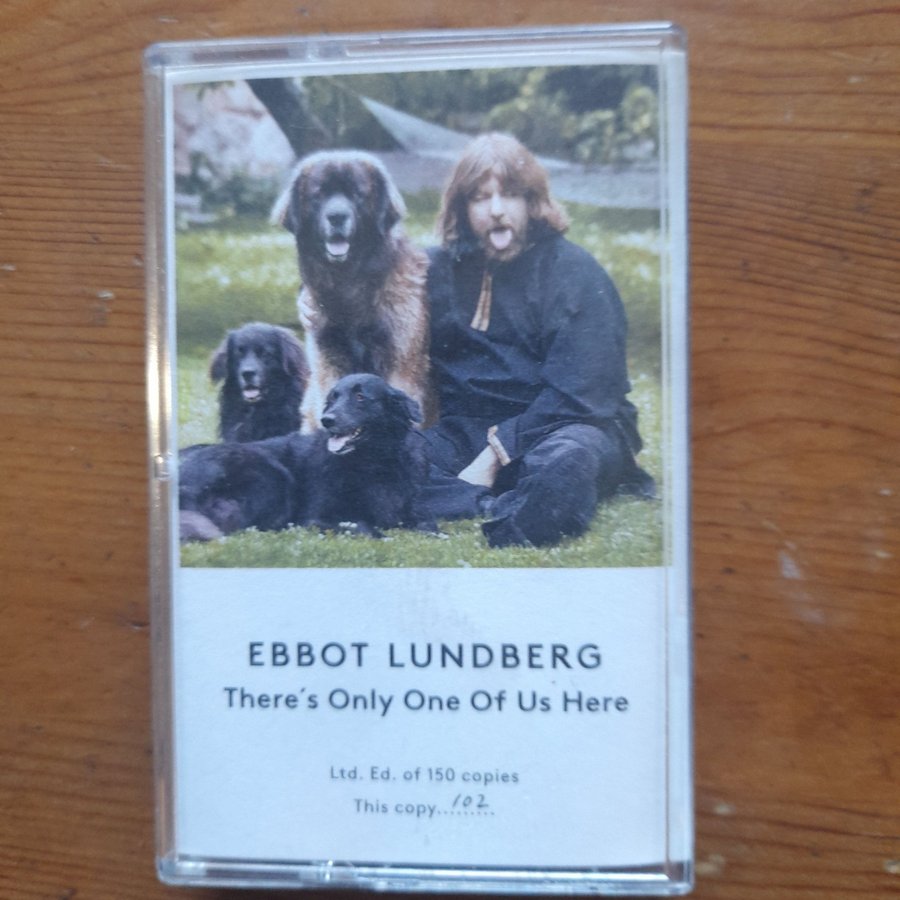 EBBOT LUNDBERG
There's Only One Of Us Here
Ltd. Ed. of 150 copies
This copy..102..